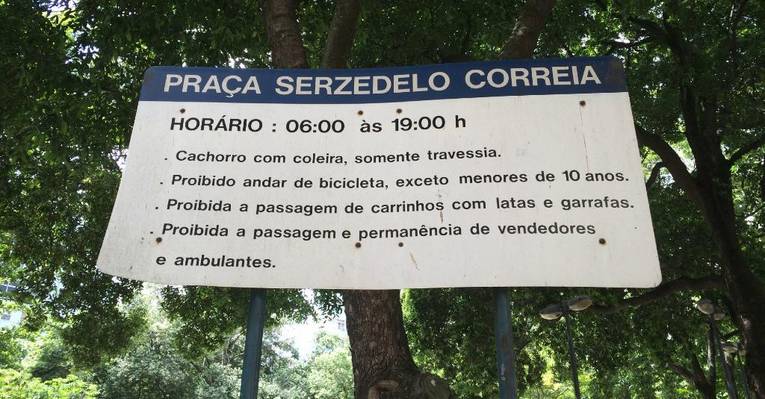 PRAÇA SERZEDELO CORREIA
HORÁRIO : 06:00 às 19:00 h
. Cachorro com coleira, somente travessia.
. Proibido andar de bicicleta, exceto menores de 10 anos.
. Proibida a passagem de carrinhos com latas e garrafas.
. Proibida a passagem e permanência de vendedores
e ambulantes.